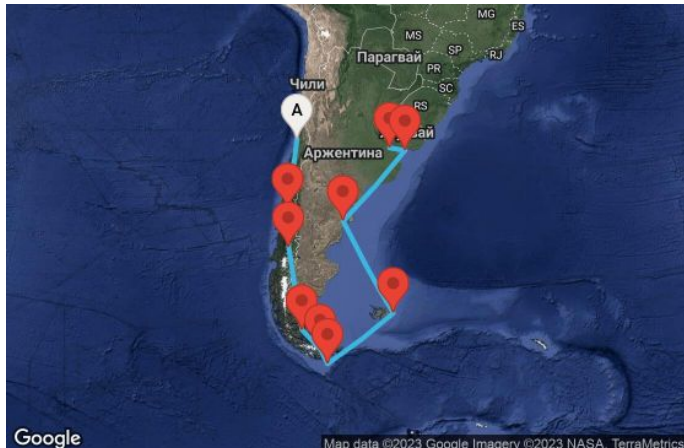 MG
MS
ES
SP
Парагвай
RJ
PR
Чили
SC
RS
A
Аржентина
Google
Map data ©2023 Google Imagery ©2023 NASA, TerraMetrics